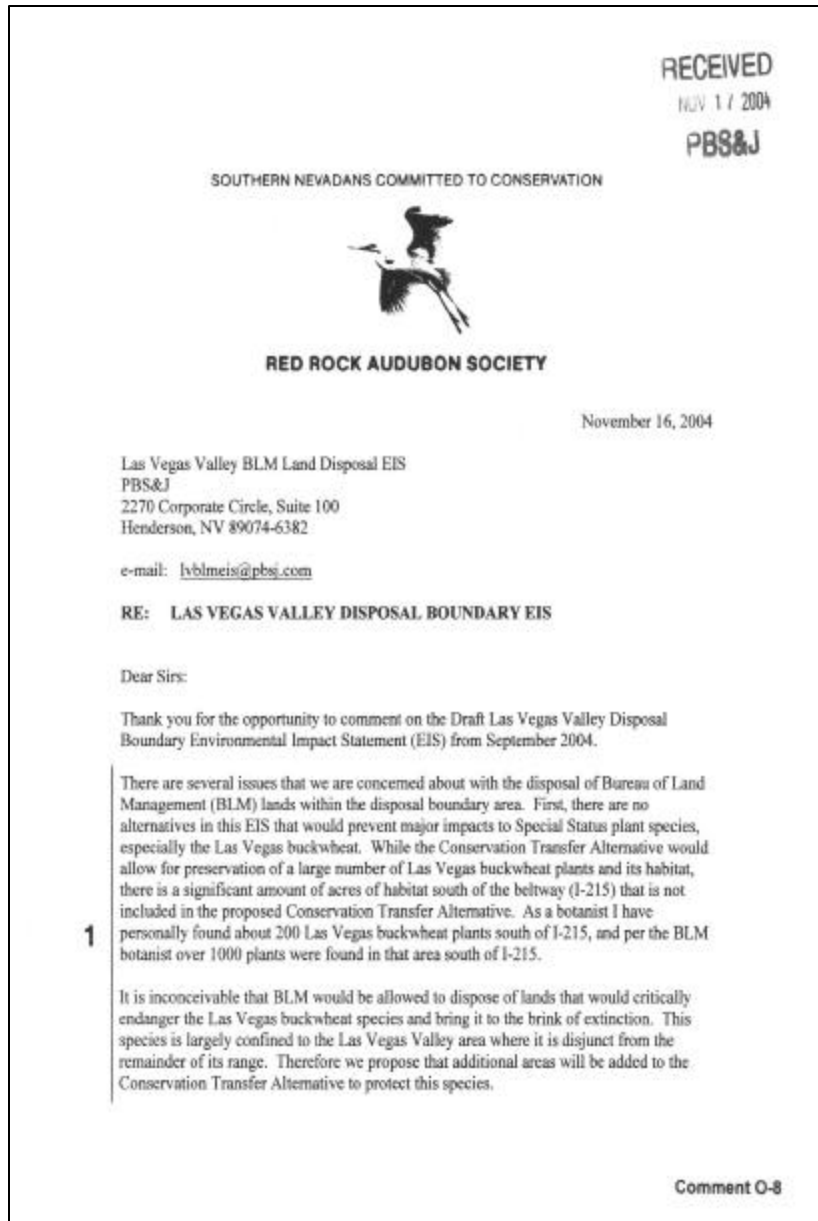 RECEIVED
NOV 17 2004
PBS&J
SOUTHERN NEVADANS COMMITTED TO CONSERVATION
RED ROCK AUDUBON SOCIETY
November 16, 2004
Las Vegas Valley BLM Land Disposal EIS
PBS&J
2270 Corporate Circle, Suite 100
Henderson, NV 89074-6382
e-mail: lvblmeis@pbsj.com
RE: LAS VEGAS VALLEY DISPOSAL BOUNDARY EIS
Dear Sirs:
Thank you for the opportunity to comment on the Draft Las Vegas Valley Disposal
Boundary Environmental Impact Statement (EIS) from September 2004.
There are several issues that we are concerned about with the disposal of Bureau of Land
Management (BLM) lands within the disposal boundary area. First, there are no
alternatives in this EIS that would prevent major impacts to Special Status plant species,
especially the Las Vegas buckwheat. While the Conservation Transfer Alternative would
allow for preservation of a large number of Las Vegas buckwheat plants and its habitat,
there is a significant amount of acres of habitat south of the beltway (I-215) that is not
included in the proposed Conservation Transfer Alternative. As a botanist I have
1 personally found about 200 Las Vegas buckwheat plants south of I-215, and per the BLM
botanist over 1000 plants were found in that area south of I-215.
It is inconceivable that BLM would be allowed to dispose of lands that would critically
endanger the Las Vegas buckwheat species and bring it to the brink of extinction. This
species is largely confined to the Las Vegas Valley area where it is disjunct from the
remainder of its range. Therefore we propose that additional areas will be added to the
Conservation Transfer Alternative to protect this species.
Comment O-8